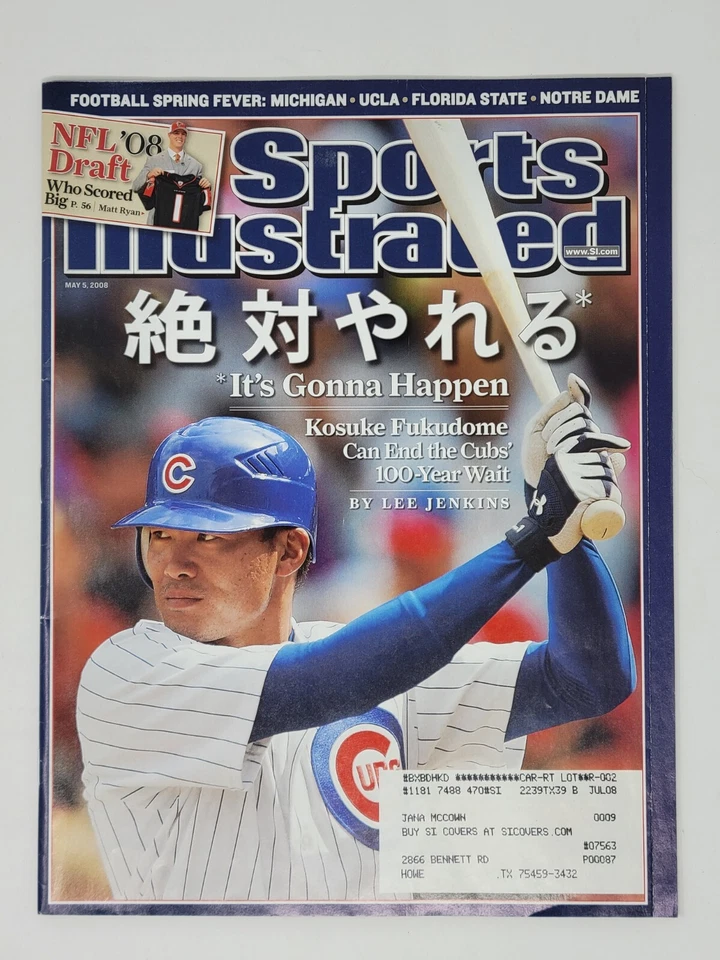 FOOTBALL SPRING FEVER: MICHIGAN • UCLA • FLORIDA STATE • NOTRE DAME
NFL '08
Draft
Who Scored
Big P. 56 | Matt Ryan
1
Sports
Illustrated
www.SI.com
MAY 5, 2008
絶対やれる*
*It's Gonna Happen
Kosuke Fukudome
Can End the Cubs'
100-Year Wait
BY LEE JENKINS
C
CUBS
#BXBDHKD ***********CAR-RT LOT**R-002
#1181 7488 470#SI 2239TX39 B JUL08
JANA MCCOWN 0009
BUY SI COVERS AT SICOVERS.COM
#07563
2866 BENNETT RD P00087
HOWE ,TX 75459-3432